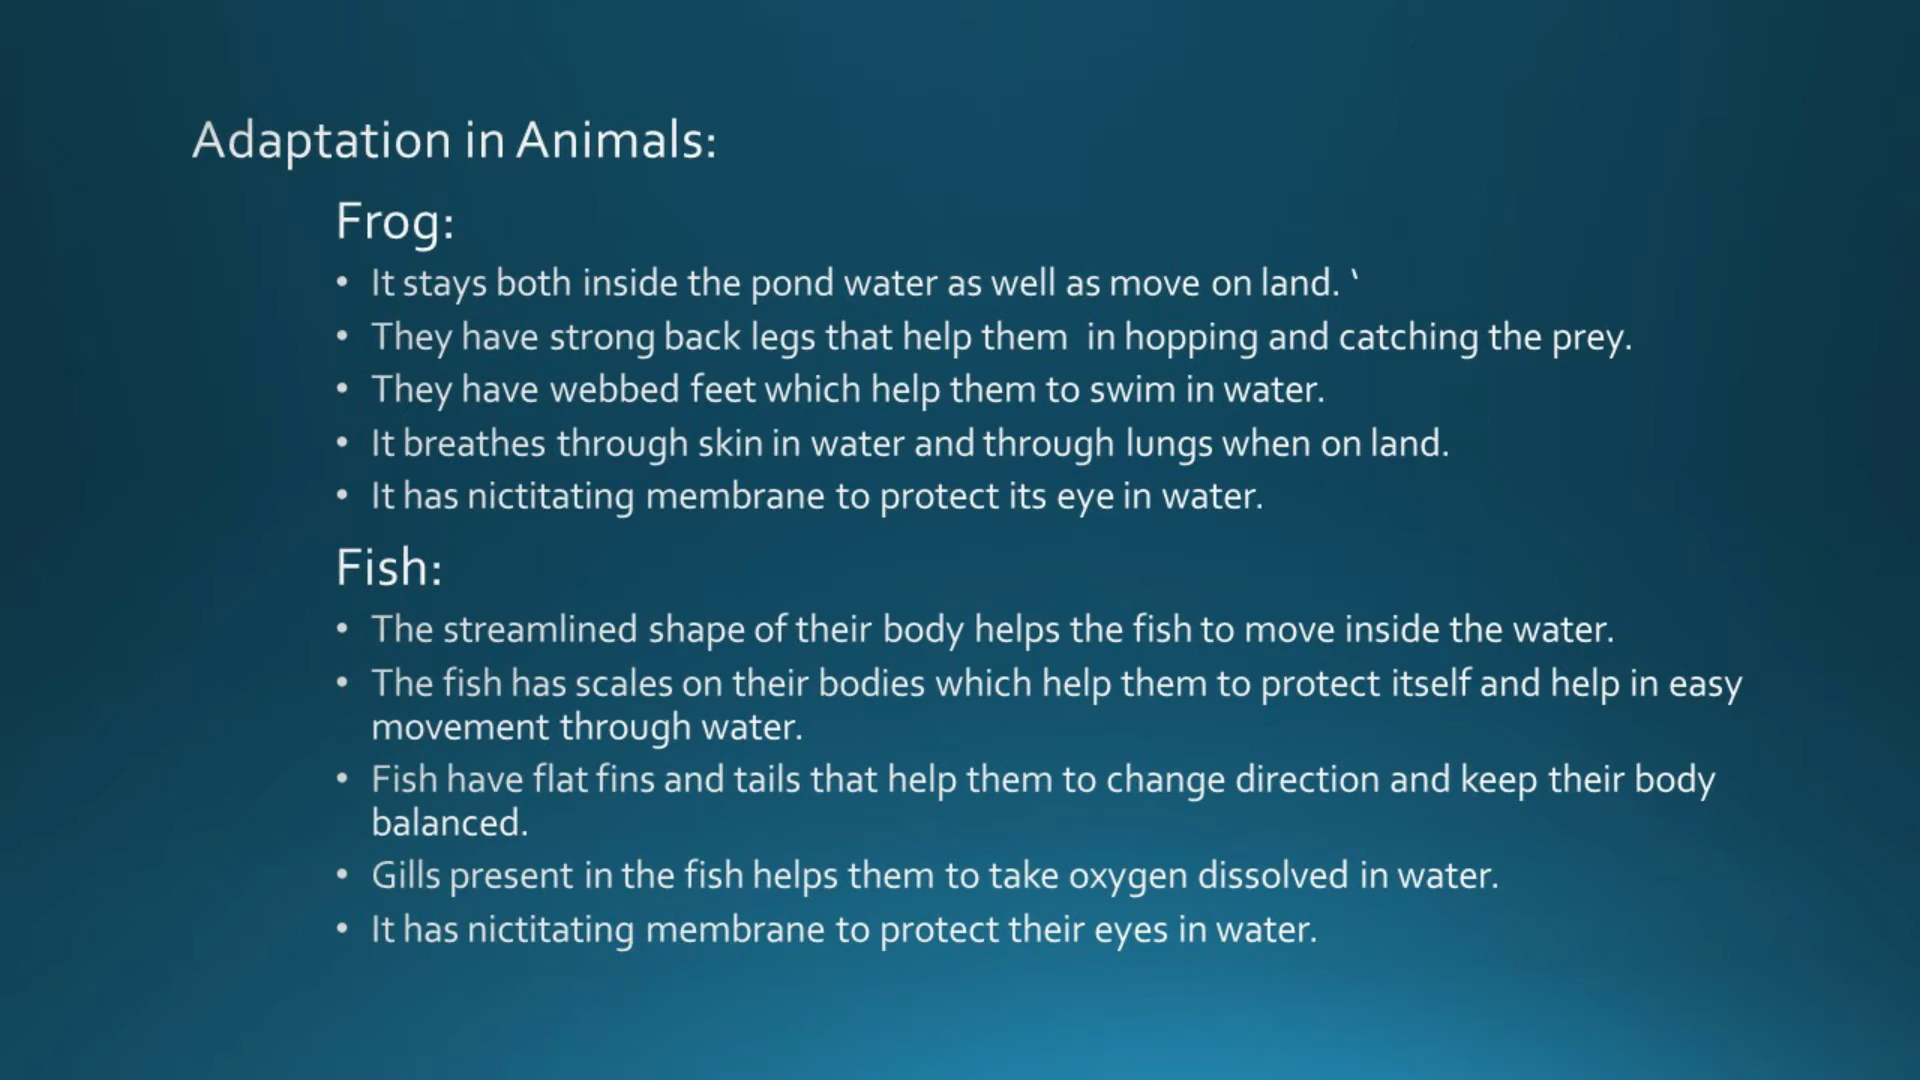 Adaptation in Animals:
Frog:
• It stays both inside the pond water as well as move on land. ‛
• They have strong back legs that help them  in hopping and catching the prey.
• They have webbed feet which help them to swim in water.
• It breathes through skin in water and through lungs when on land.
• It has nictitating membrane to protect its eye in water.
Fish:
• The streamlined shape of their body helps the fish to move inside the water.
• The fish has scales on their bodies which help them to protect itself and help in easy
movement through water.
• Fish have flat fins and tails that help them to change direction and keep their body
balanced.
• Gills present in the fish helps them to take oxygen dissolved in water.
• It has nictitating membrane to protect their eyes in water.